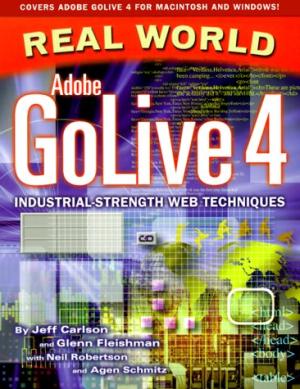 COVERS ADOBE GOLIVE 4 FOR MACINTOSH AND WINDOWS!
REAL WORLD
Adobe
GoLive 4
INDUSTRIAL-STRENGTH WEB TECHNIQUES
By Jeff Carlson
and Glenn Fleishman
with Neil Robertson
and Agen Schmitz
<html>
<head>
</head>
<body>
<table>